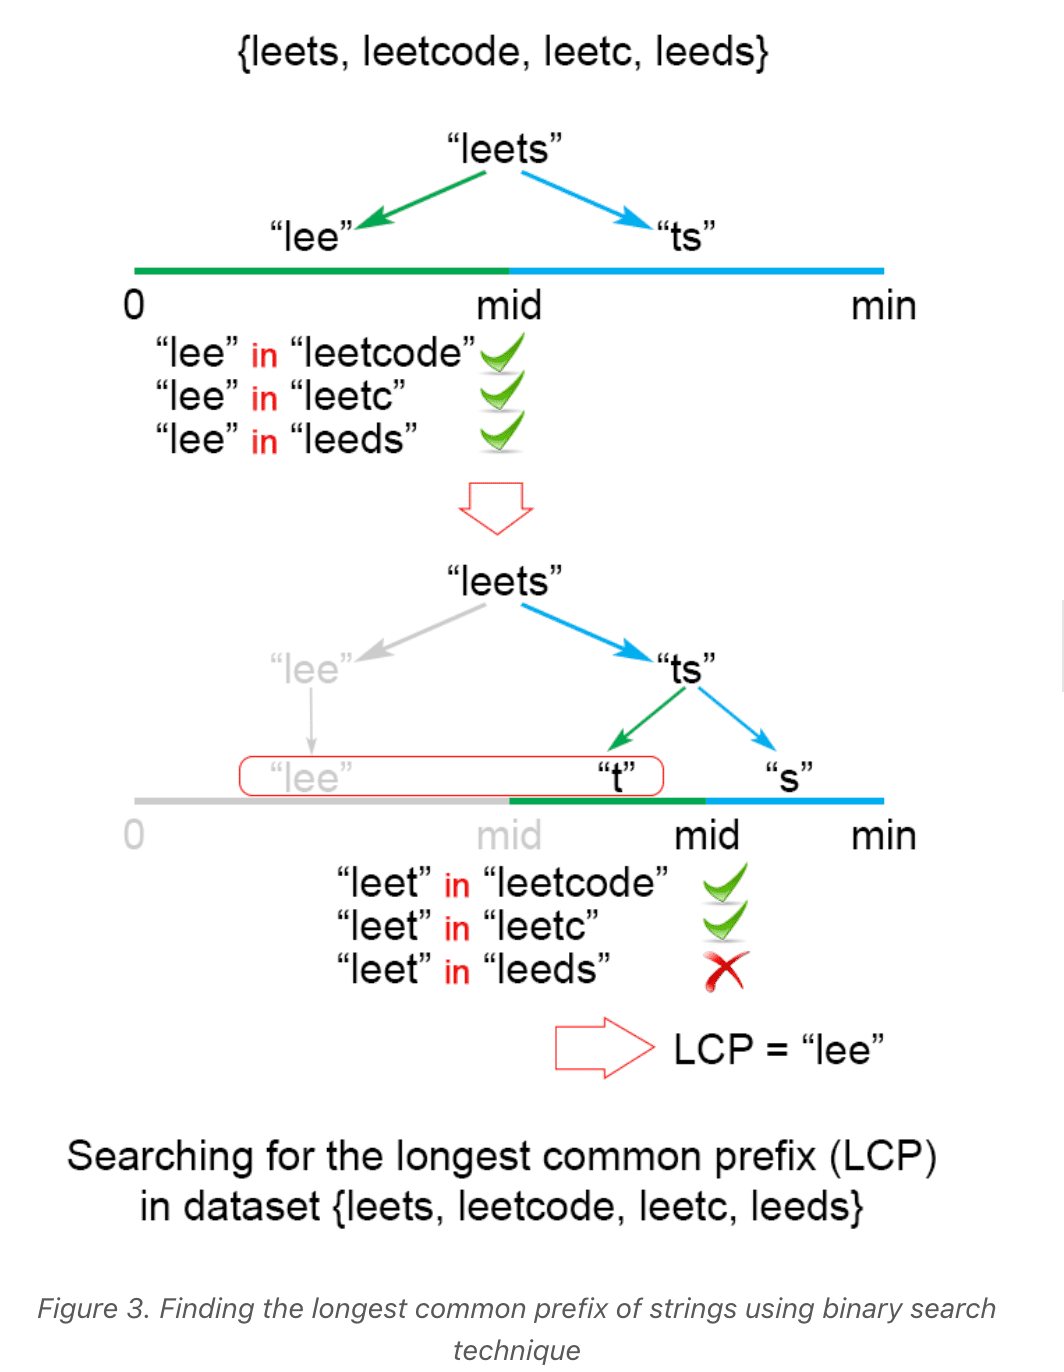 {leets, leetcode, leetc, leeds}
“leets”
“lee” “ts”
0 mid min
“lee” in “leetcode”
“lee” in “leetc”
“lee” in “leeds”
“leets”
“lee” “ts”
“lee” “t” “s”
0 mid mid min
“leet” in “leetcode”
“leet” in “leetc”
“leet” in “leeds”
LCP = “lee”
Searching for the longest common prefix (LCP)
in dataset {leets, leetcode, leetc, leeds}
Figure 3. Finding the longest common prefix of strings using binary search
technique